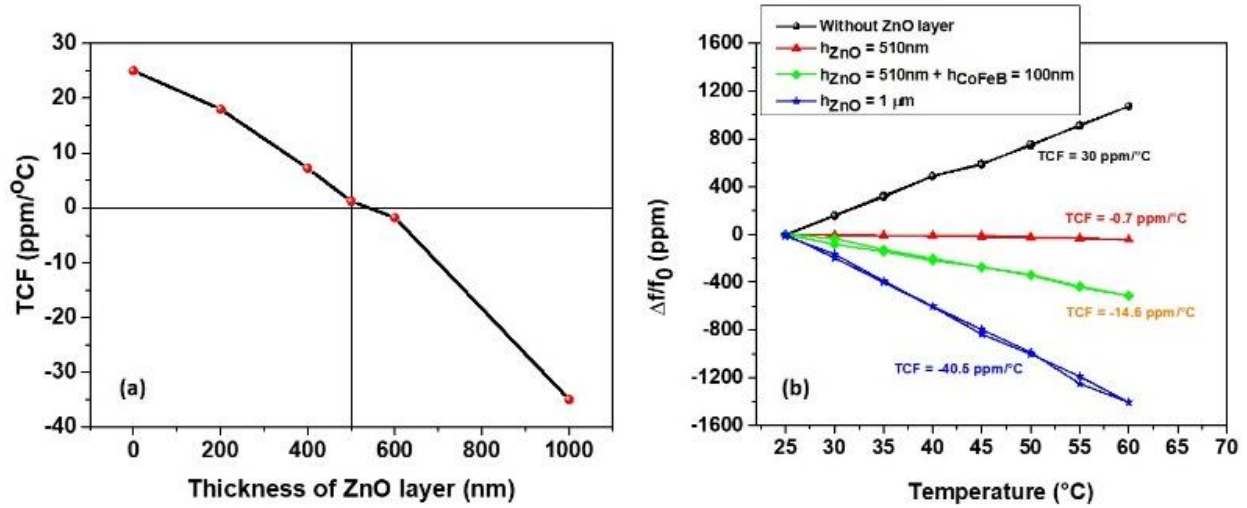 30
20
10
0
-10
-20
-30
-40
TCF (ppm/°C)
(a)
0 200 400 600 800 1000
Thickness of ZnO layer (nm)
Without ZnO layer
hZnO = 510nm
hZnO = 510nm + hCoFeB = 100nm
hZnO = 1 μm
1600
1200
800
400
0
-400
-800
-1200
-1600
Δf/f0 (ppm)
TCF = 30 ppm/°C
TCF = -0.7 ppm/°C
TCF = -14.6 ppm/°C
TCF = -40.5 ppm/°C
(b)
25 30 35 40 45 50 55 60 65 70
Temperature (°C)